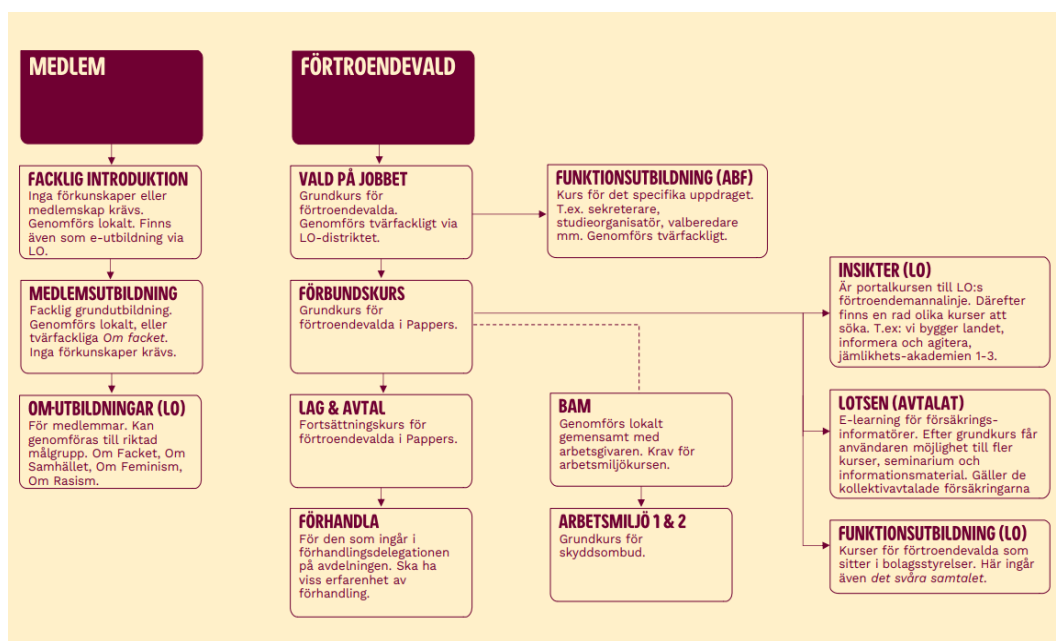 MEDLEM
FACKLIG INTRODUKTION
Inga förkunskaper eller
medlemskap krävs.
Genomförs lokalt. Finns
även som e-utbildning via
LO.
MEDLEMSUTBILDNING
Facklig grundutbildning.
Genomförs lokalt, eller
tvärfackliga Om facket.
Inga förkunskaper krävs.
OM-UTBILDNINGAR (LO)
För medlemmar. Kan
genomföras till riktad
målgrupp. Om Facket, Om
Samhället, Om Feminism,
Om Rasism.
FÖRTROENDEVALD
VALD PÅ JOBBET
Grundkurs för
förtroendevalda.
Genomförs tvärfackligt via
LO-distriktet.
FÖRBUNDSKURS
Grundkurs för
förtroendevalda i Pappers.
LAG & AVTAL
Fortsättningskurs för
förtroendevalda i Pappers.
FÖRHANDLA
För den som ingår i
förhandlingsdelegationen
på avdelningen. Ska ha
viss erfarenhet av
förhandling.
FUNKTIONSUTBILDNING (ABF)
Kurs för det specifika uppdraget.
T.ex. sekreterare,
studieorganisatör, valberedare
mm. Genomförs tvärfackligt.
BAM
Genomförs lokalt
gemensamt med
arbetsgivaren. Krav för
arbetsmiljökursen.
ARBETSMILJÖ 1 & 2
Grundkurs för
skyddsombud.
INSIKTER (LO)
Är portalkursen till LO:s
förtroendemannalinje. Därefter
finns en rad olika kurser att
söka. T.ex: vi bygger landet,
informera och agitera,
jämlikhets-akademien 1-3.
LOTSEN (AVTALAT)
E-learning för försäkrings-
informatörer. Efter grundkurs får
användaren möjlighet till fler
kurser, seminarium och
informationsmaterial. Gäller de
kollektivavtalade försäkringarna
FUNKTIONSUTBILDNING (LO)
Kurser för förtroendevalda som
sitter i bolagsstyrelser. Här ingår
även det svåra samtalet.